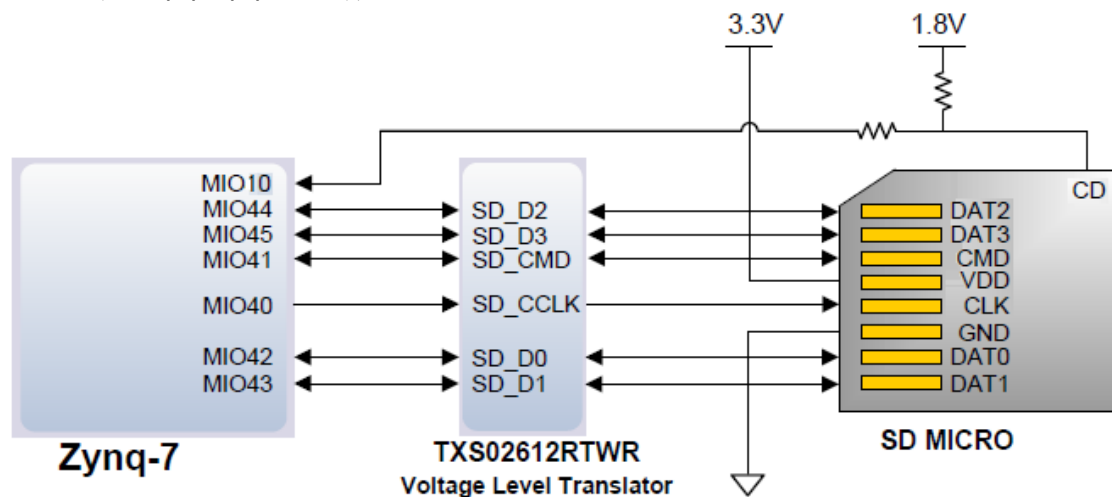 3.3V
1.8V
MIO10
MIO44
MIO45
MIO41
MIO40
MIO42
MIO43
Zynq-7
SD_D2
SD_D3
SD_CMD
SD_CCLK
SD_D0
SD_D1
TXS02612RTWR
Voltage Level Translator
CD
DAT2
DAT3
CMD
VDD
CLK
GND
DAT0
DAT1
SD MICRO